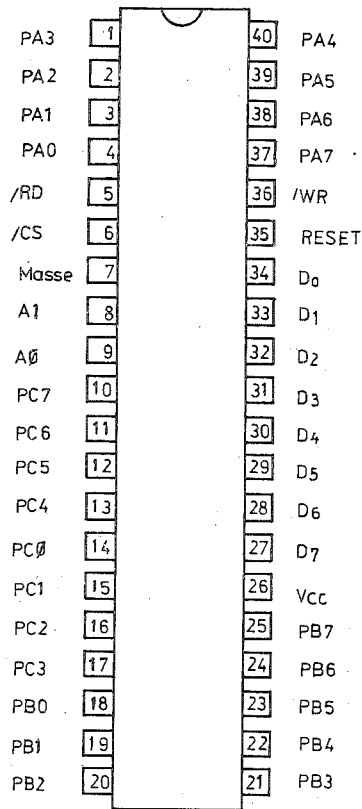 PA3 1 40 PA4
PA2 2 39 PA5
PA1 3 38 PA6
PA0 4 37 PA7
/RD 5 36 /WR
/CS 6 35 RESET
Masse 7 34 D0
A1 8 33 D1
AØ 9 32 D2
PC7 10 31 D3
PC6 11 30 D4
PC5 12 29 D5
PC4 13 28 D6
PCØ 14 27 D7
PC1 15 26 Vcc
PC2 16 25 PB7
PC3 17 24 PB6
PB0 18 23 PB5
PB1 19 22 PB4
PB2 20 21 PB3